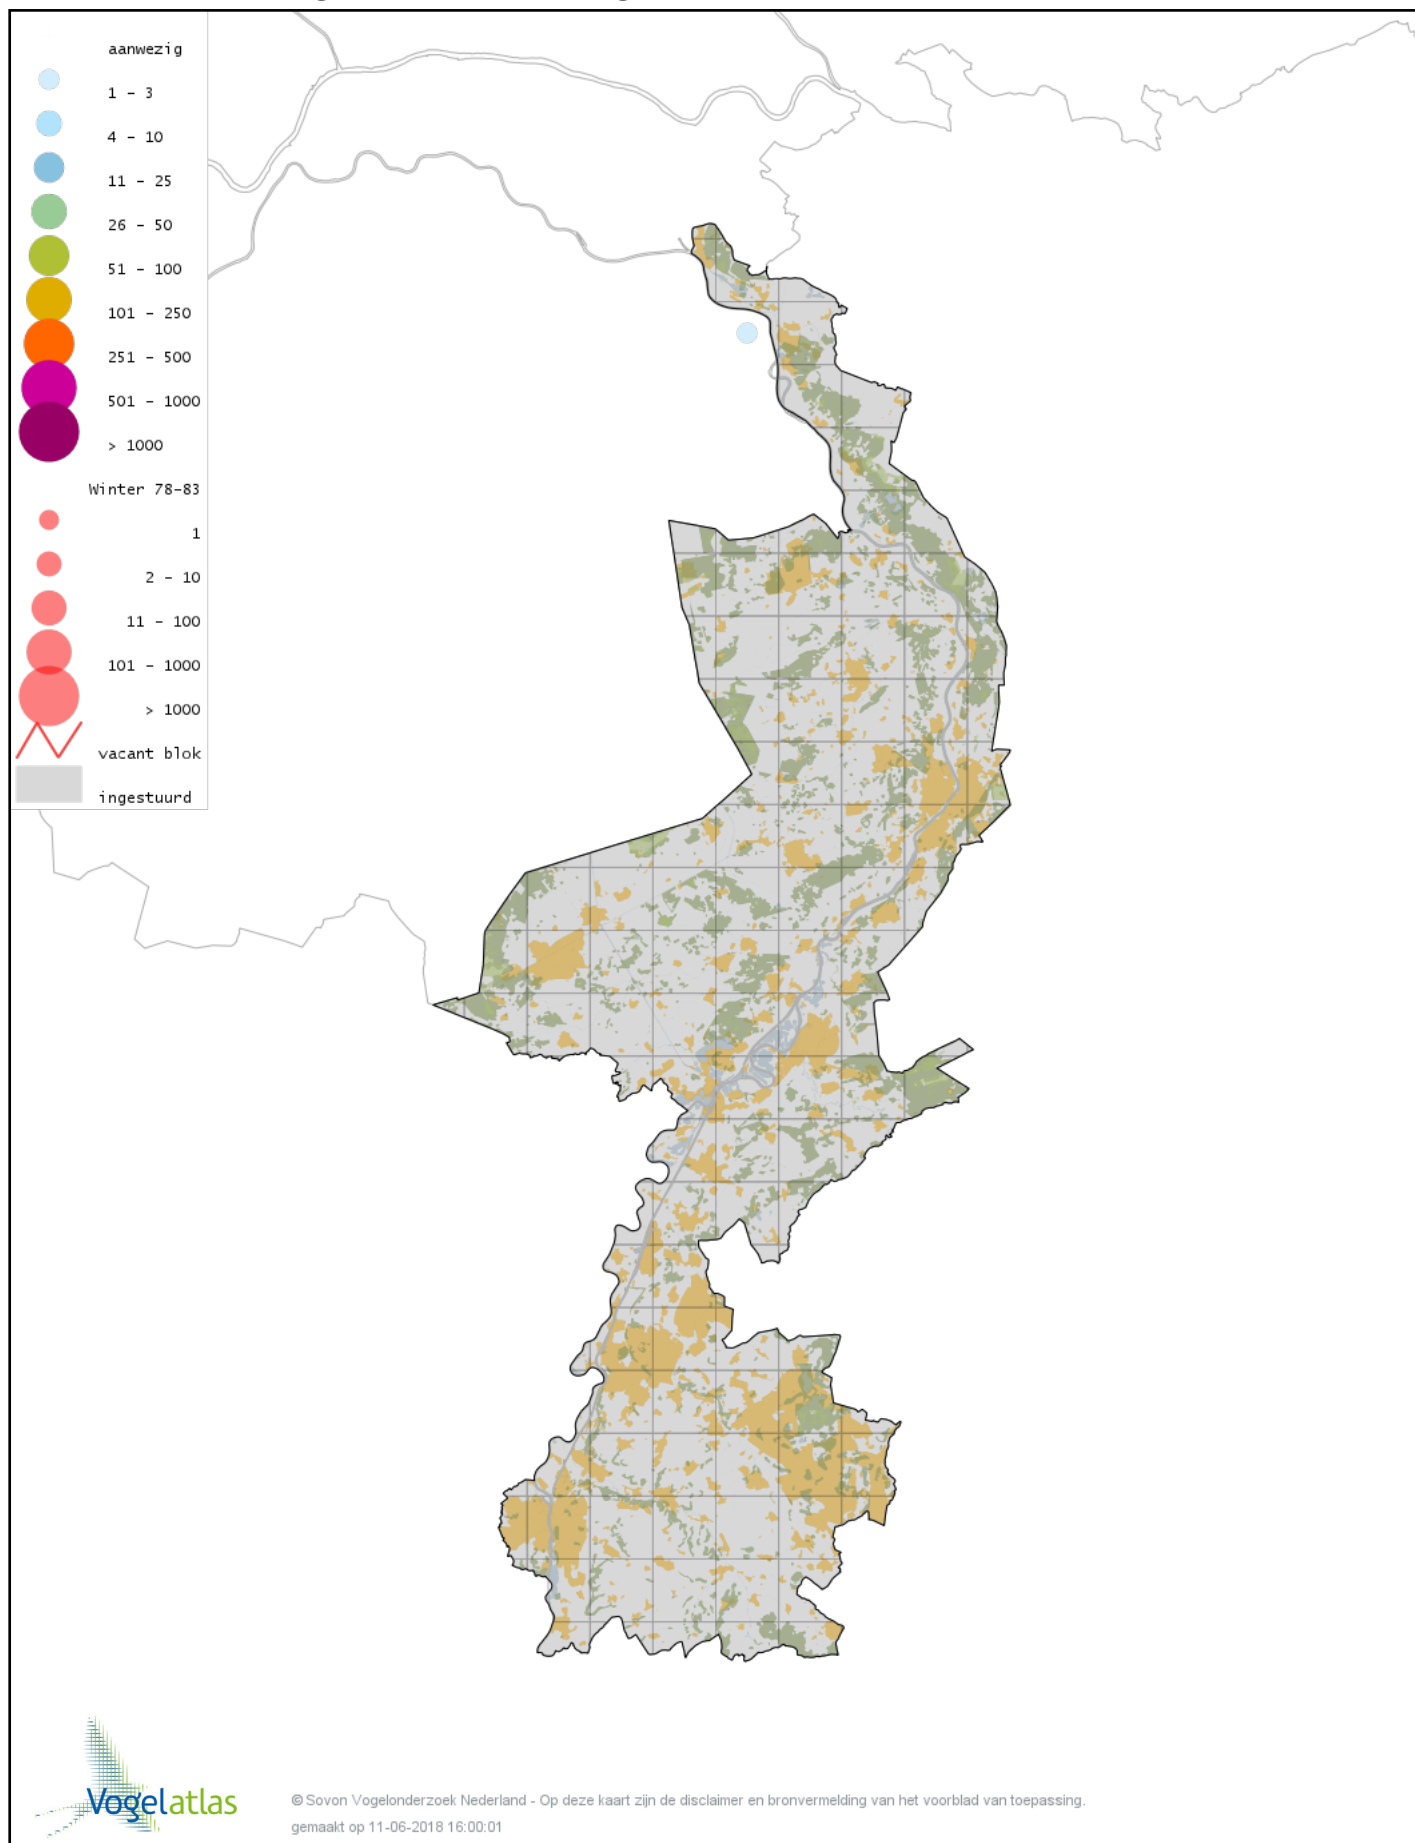 aanwezig
1 - 3
4 - 10
11 - 25
26 - 50
51 - 100
101 - 250
251 - 500
501 - 1000
> 1000
Winter 78-83
1
2 - 10
11 - 100
101 - 1000
> 1000
vacant blok
ingestuurd
Vogelatlas
© Sovon Vogelonderzoek Nederland - Op deze kaart zijn de disclaimer en bronvermelding van het voorblad van toepassing.
gemaakt op 11-06-2018 16:00:01